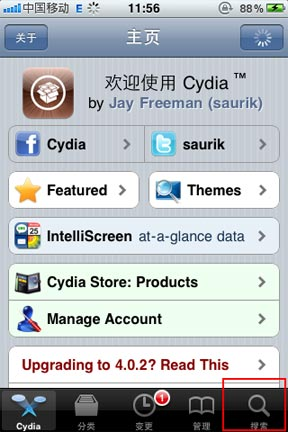 中国移动 E 11:56 88%
关于 主页
欢迎使用 Cydia™
by Jay Freeman (saurik)
Cydia saurik
Featured Themes
IntelliScreen at-a-glance data
Cydia Store: Products
Manage Account
Upgrading to 4.0.2? Read This
1
Cydia 分类 变更 管理 搜索